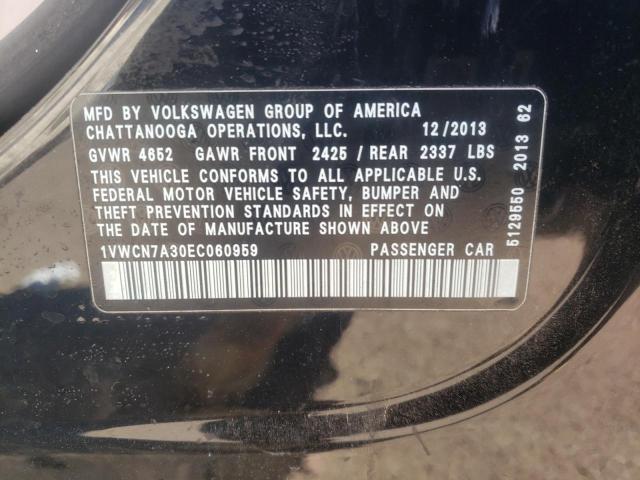 MFD BY VOLKSWAGEN GROUP OF AMERICA
CHATTANOOGA OPERATIONS, LLC. 12/2013
GVWR 4652 GAWR FRONT 2425 / REAR 2337 LBS
THIS VEHICLE CONFORMS TO ALL APPLICABLE U.S.
FEDERAL MOTOR VEHICLE SAFETY, BUMPER AND
THEFT PREVENTION STANDARDS IN EFFECT ON
THE DATE OF MANUFACTURE SHOWN ABOVE
1VWCN7A30EC060959 PASSENGER CAR
5129550 2013 62